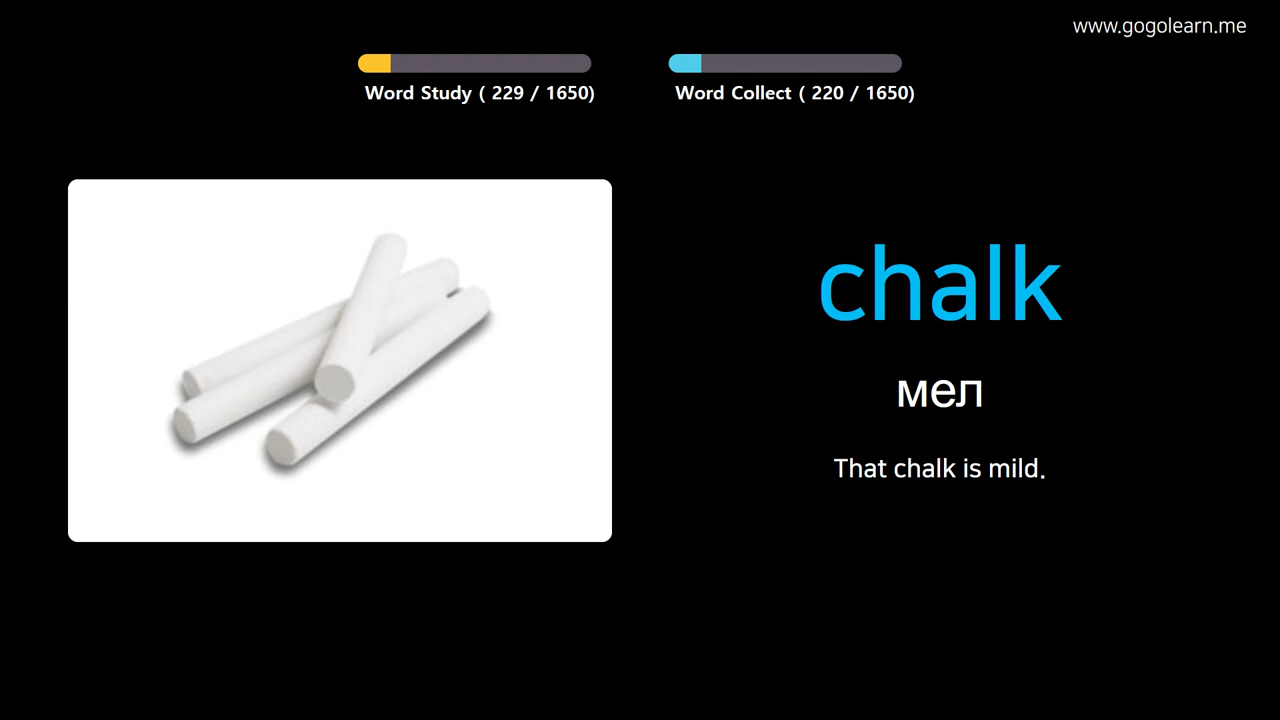 www.gogolearn.me
Word Study ( 229 / 1650)
Word Collect ( 220 / 1650)
chalk
мел
That chalk is mild.